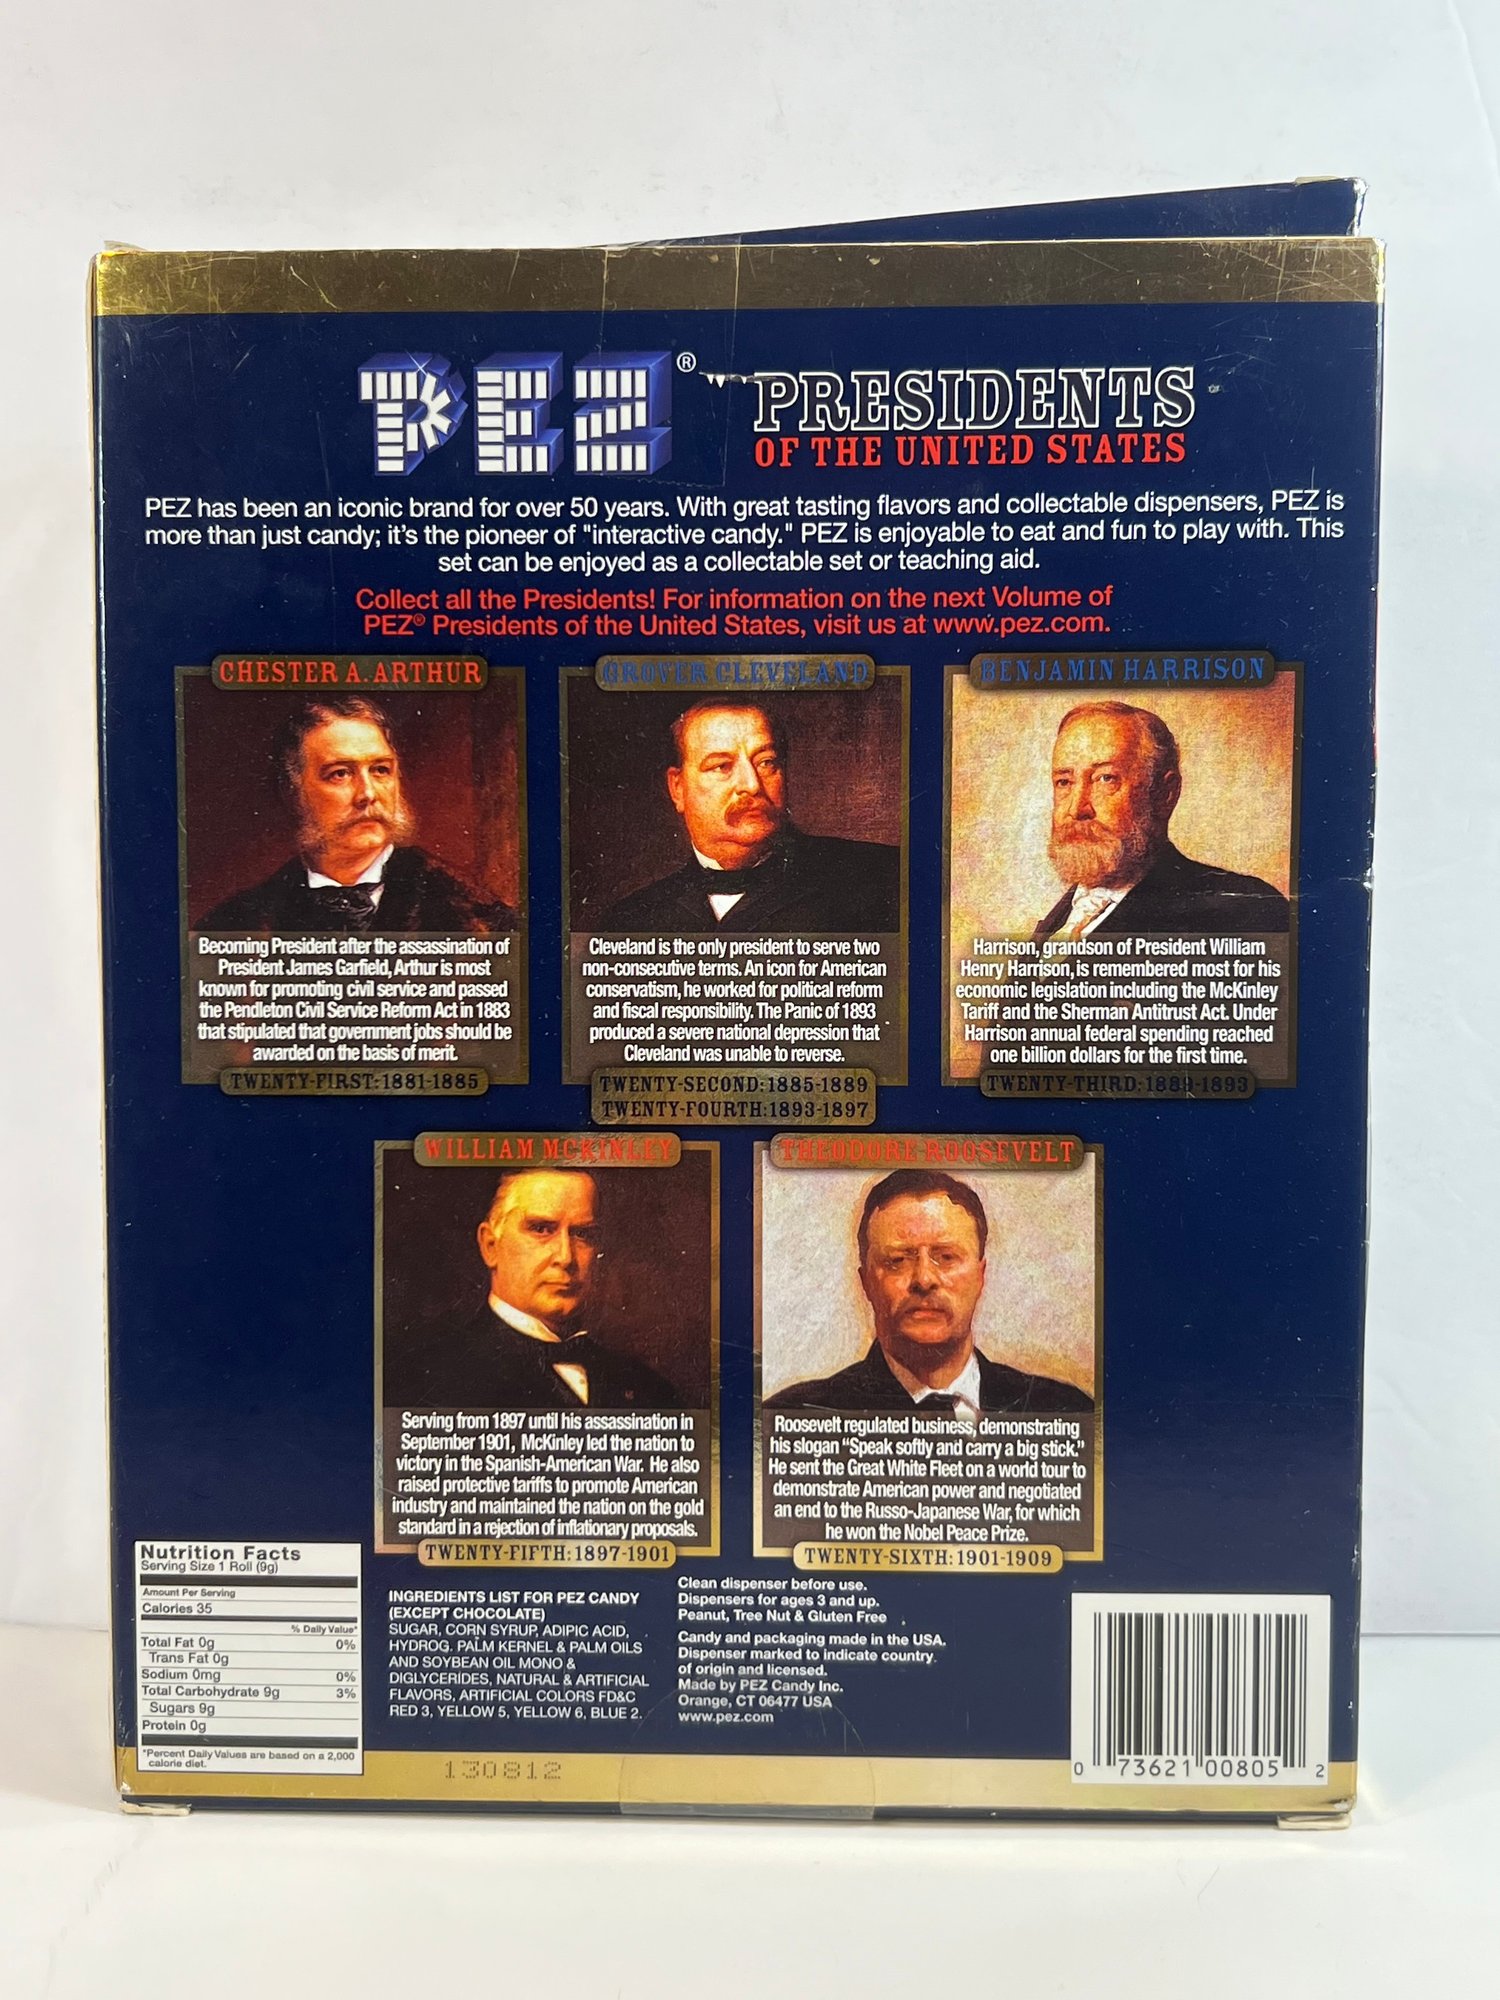 PEZ®
PRESIDENTS
OF THE UNITED STATES
PEZ has been an iconic brand for over 50 years. With great tasting flavors and collectable dispensers, PEZ is
more than just candy; it's the pioneer of "interactive candy." PEZ is enjoyable to eat and fun to play with. This
set can be enjoyed as a collectable set or teaching aid.
Collect all the Presidents! For information on the next Volume of
PEZ® Presidents of the United States, visit us at www.pez.com.
CHESTER A. ARTHUR
Becoming President after the assassination of
President James Garfield, Arthur is most
known for promoting civil service and passed
the Pendleton Civil Service Reform Act in 1883
that stipulated that government jobs should be
awarded on the basis of merit.
TWENTY-FIRST: 1881-1885
GROVER CLEVELAND
Cleveland is the only president to serve two
non-consecutive terms. An icon for American
conservatism, he worked for political reform
and fiscal responsibility. The Panic of 1893
produced a severe national depression that
Cleveland was unable to reverse.
TWENTY-SECOND: 1885-1889
TWENTY-FOURTH: 1893-1897
BENJAMIN HARRISON
Harrison, grandson of President William
Henry Harrison, is remembered most for his
economic legislation including the McKinley
Tariff and the Sherman Antitrust Act. Under
Harrison annual federal spending reached
one billion dollars for the first time.
TWENTY-THIRD: 1889-1893
WILLIAM MCKINLEY
Serving from 1897 until his assassination in
September 1901, McKinley led the nation to
victory in the Spanish-American War. He also
raised protective tariffs to promote American
industry and maintained the nation on the gold
standard in a rejection of inflationary proposals.
TWENTY-FIFTH: 1897-1901
THEODORE ROOSEVELT
Roosevelt regulated business, demonstrating
his slogan “Speak softly and carry a big stick.”
He sent the Great White Fleet on a world tour to
demonstrate American power and negotiated
an end to the Russo-Japanese War, for which
he won the Nobel Peace Prize.
TWENTY-SIXTH: 1901-1909
Nutrition Facts
Serving Size 1 Roll (9g)
Amount Per Serving
Calories 35
% Daily Value*
Total Fat 0g 0%
Trans Fat 0g
Sodium 0mg 0%
Total Carbohydrate 9g 3%
Sugars 9g
Protein 0g
*Percent Daily Values are based on a 2,000
calorie diet.
INGREDIENTS LIST FOR PEZ CANDY
(EXCEPT CHOCOLATE)
SUGAR, CORN SYRUP, ADIPIC ACID,
HYDROG. PALM KERNEL & PALM OILS
AND SOYBEAN OIL MONO &
DIGLYCERIDES, NATURAL & ARTIFICIAL
FLAVORS, ARTIFICIAL COLORS FD&C
RED 3, YELLOW 5, YELLOW 6, BLUE 2.
Clean dispenser before use.
Dispensers for ages 3 and up.
Peanut, Tree Nut & Gluten Free
Candy and packaging made in the USA.
Dispenser marked to indicate country
of origin and licensed.
Made by PEZ Candy Inc.
Orange, CT 06477 USA
www.pez.com
130812
0 73621 00805 2